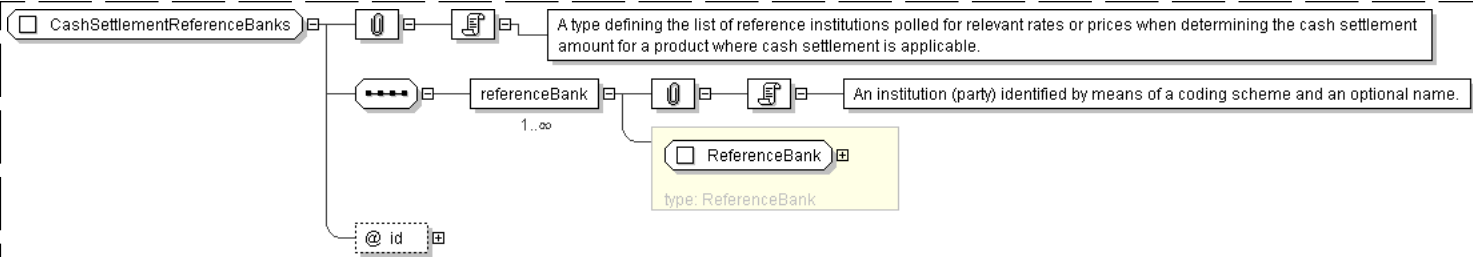 CashSettlementReferenceBanks
A type defining the list of reference institutions polled for relevant rates or prices when determining the cash settlement
amount for a product where cash settlement is applicable.
referenceBank
An institution (party) identified by means of a coding scheme and an optional name.
1..∞
ReferenceBank
type: ReferenceBank
@ id